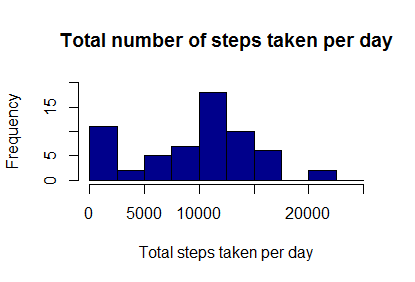 Total number of steps taken per day
Frequency
15
5
0
0 5000 10000 20000
Total steps taken per day